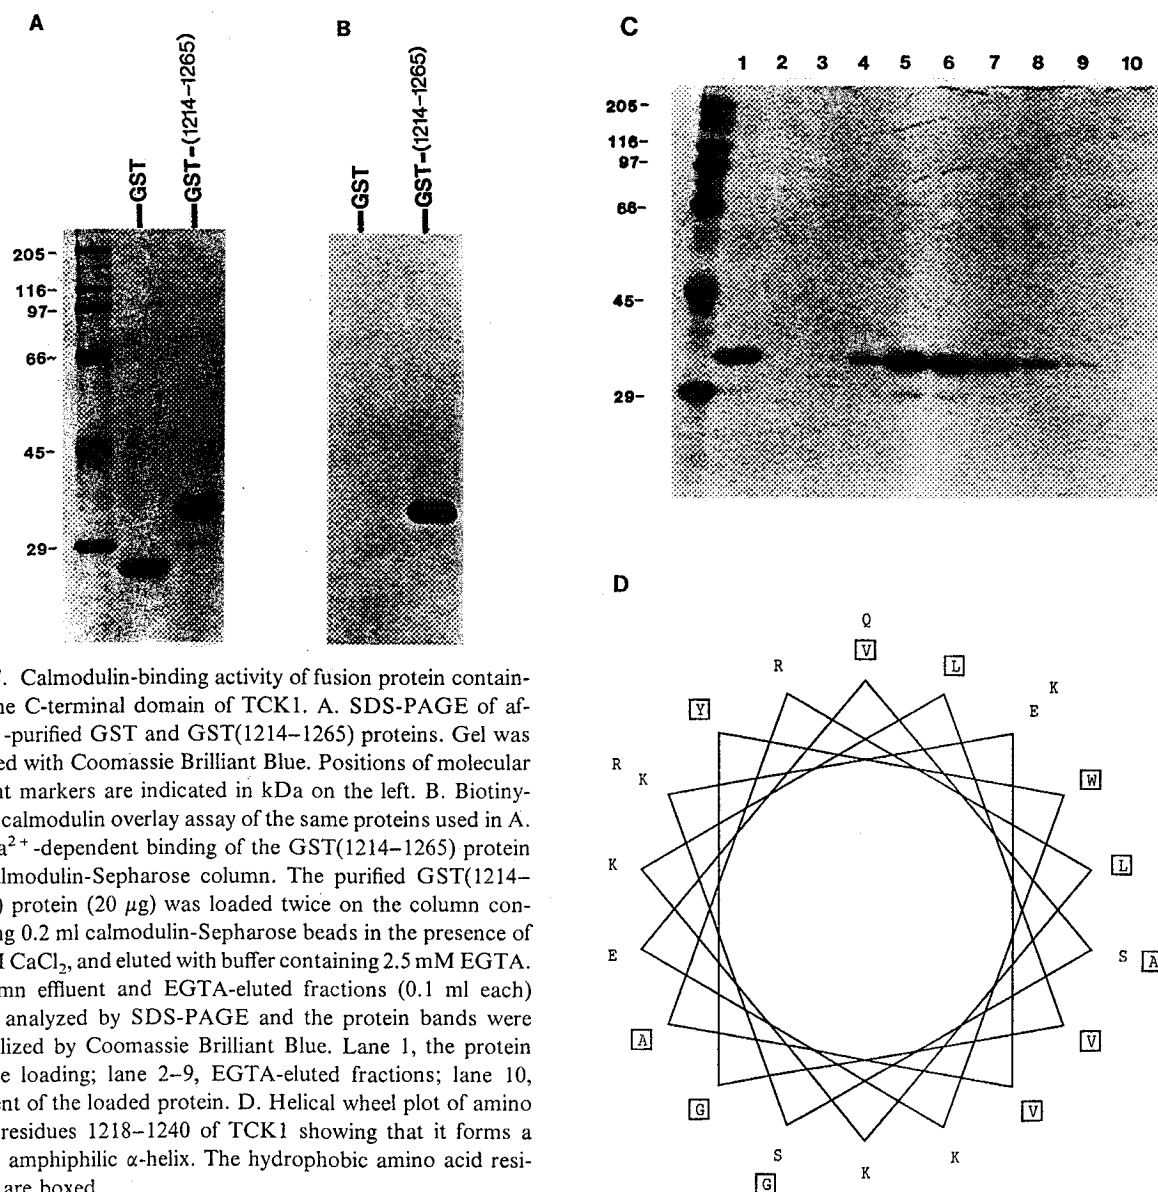 A
B
C
GST
GST-(1214-1265)
205-
116-
97-
66-
45-
29-
GST
GST-(1214-1265)
1 2 3 4 5 6 7 8 9 10
205-
116-
97-
66-
45-
29-
. Calmodulin-binding activity of fusion protein contain-
ne C-terminal domain of TCK1. A. SDS-PAGE of af-
-purified GST and GST(1214–1265) proteins. Gel was
ed with Coomassie Brilliant Blue. Positions of molecular
nt markers are indicated in kDa on the left. B. Biotiny-
calmodulin overlay assay of the same proteins used in A.
a²⁺-dependent binding of the GST(1214–1265) protein
lmodulin-Sepharose column. The purified GST(1214–
) protein (20 μg) was loaded twice on the column con-
ng 0.2 ml calmodulin-Sepharose beads in the presence of
I CaCl₂, and eluted with buffer containing 2.5 mM EGTA.
mn effluent and EGTA-eluted fractions (0.1 ml each)
analyzed by SDS-PAGE and the protein bands were
lized by Coomassie Brilliant Blue. Lane 1, the protein
e loading; lane 2–9, EGTA-eluted fractions; lane 10,
ent of the loaded protein. D. Helical wheel plot of amino
residues 1218–1240 of TCK1 showing that it forms a
amphiphilic α-helix. The hydrophobic amino acid resi-
are boxed.
D
Q
V
R
L
K
E
Y
R
K
W
K
L
E
S
A
A
V
G
V
S
G
K
K